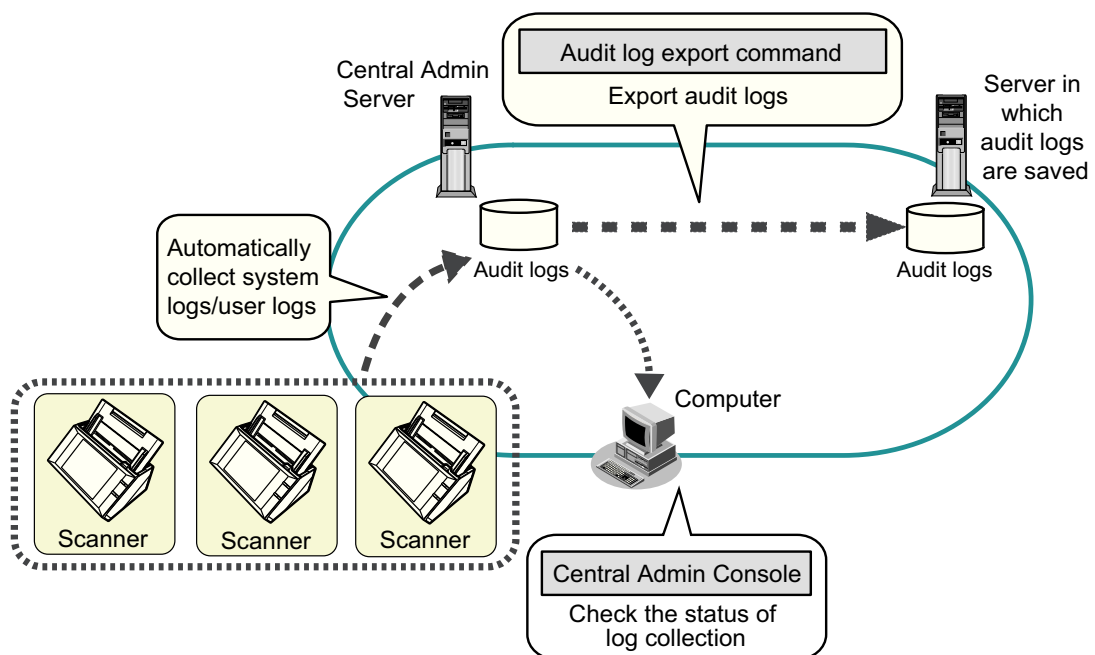 Audit log export command
Export audit logs
Central Admin
Server
Server in
which
audit logs
are saved
Automatically
collect system
logs/user logs
Audit logs
Audit logs
Computer
Scanner
Scanner
Scanner
Central Admin Console
Check the status of
log collection